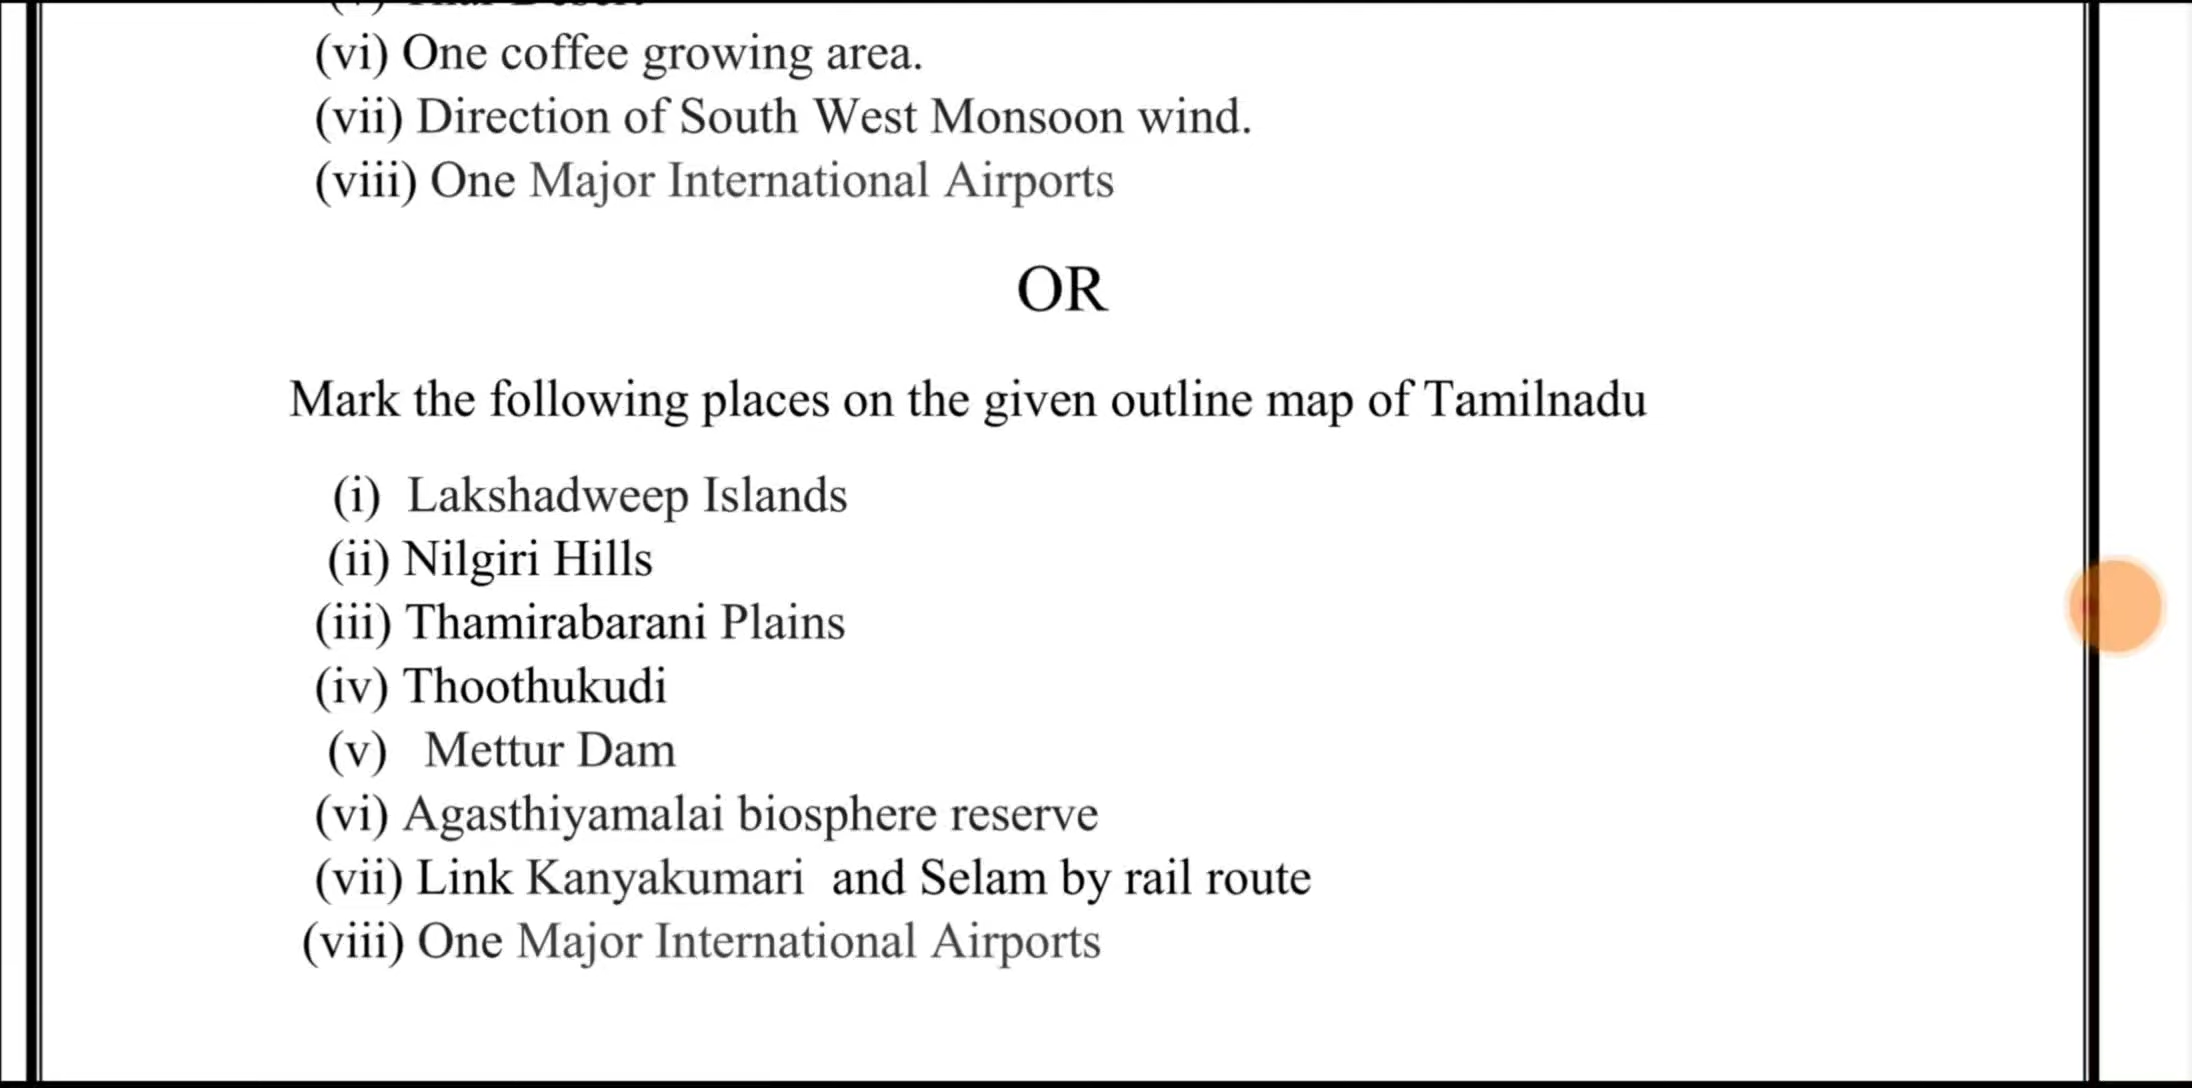 (vi) One coffee growing area.
(vii) Direction of South West Monsoon wind.
(viii) One Major International Airports
OR
Mark the following places on the given outline map of Tamilnadu
(i) Lakshadweep Islands
(ii) Nilgiri Hills
(iii) Thamirabarani Plains
(iv) Thoothukudi
(v) Mettur Dam
(vi) Agasthiyamalai biosphere reserve
(vii) Link Kanyakumari and Selam by rail route
(viii) One Major International Airports